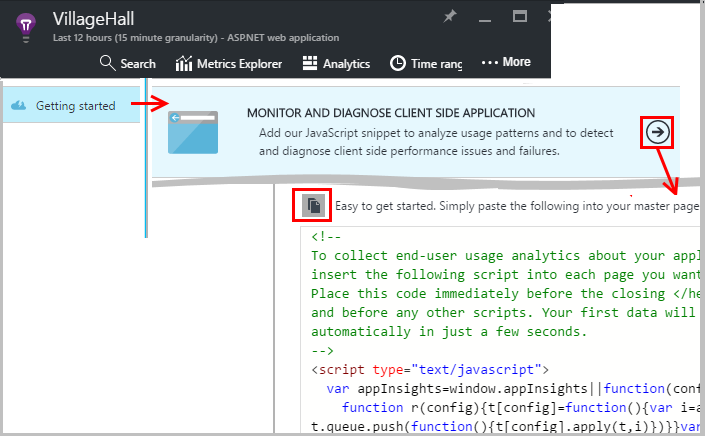 VillageHall
Last 12 hours (15 minute granularity) - ASP.NET web application
Search Metrics Explorer Analytics Time rang ··· More
Getting started
MONITOR AND DIAGNOSE CLIENT SIDE APPLICATION
Add our JavaScript snippet to analyze usage patterns and to detect
and diagnose client side performance issues and failures.
Easy to get started. Simply paste the following into your master page
<!--
To collect end-user usage analytics about your appl
insert the following script into each page you want
Place this code immediately before the closing </he
and before any other scripts. Your first data will
automatically in just a few seconds.
-->
<script type="text/javascript">
var appInsights=window.appInsights||function(conf
function r(config){t[config]=function(){var i=a
t.queue.push(function(){t[config].apply(t,i)})}}var